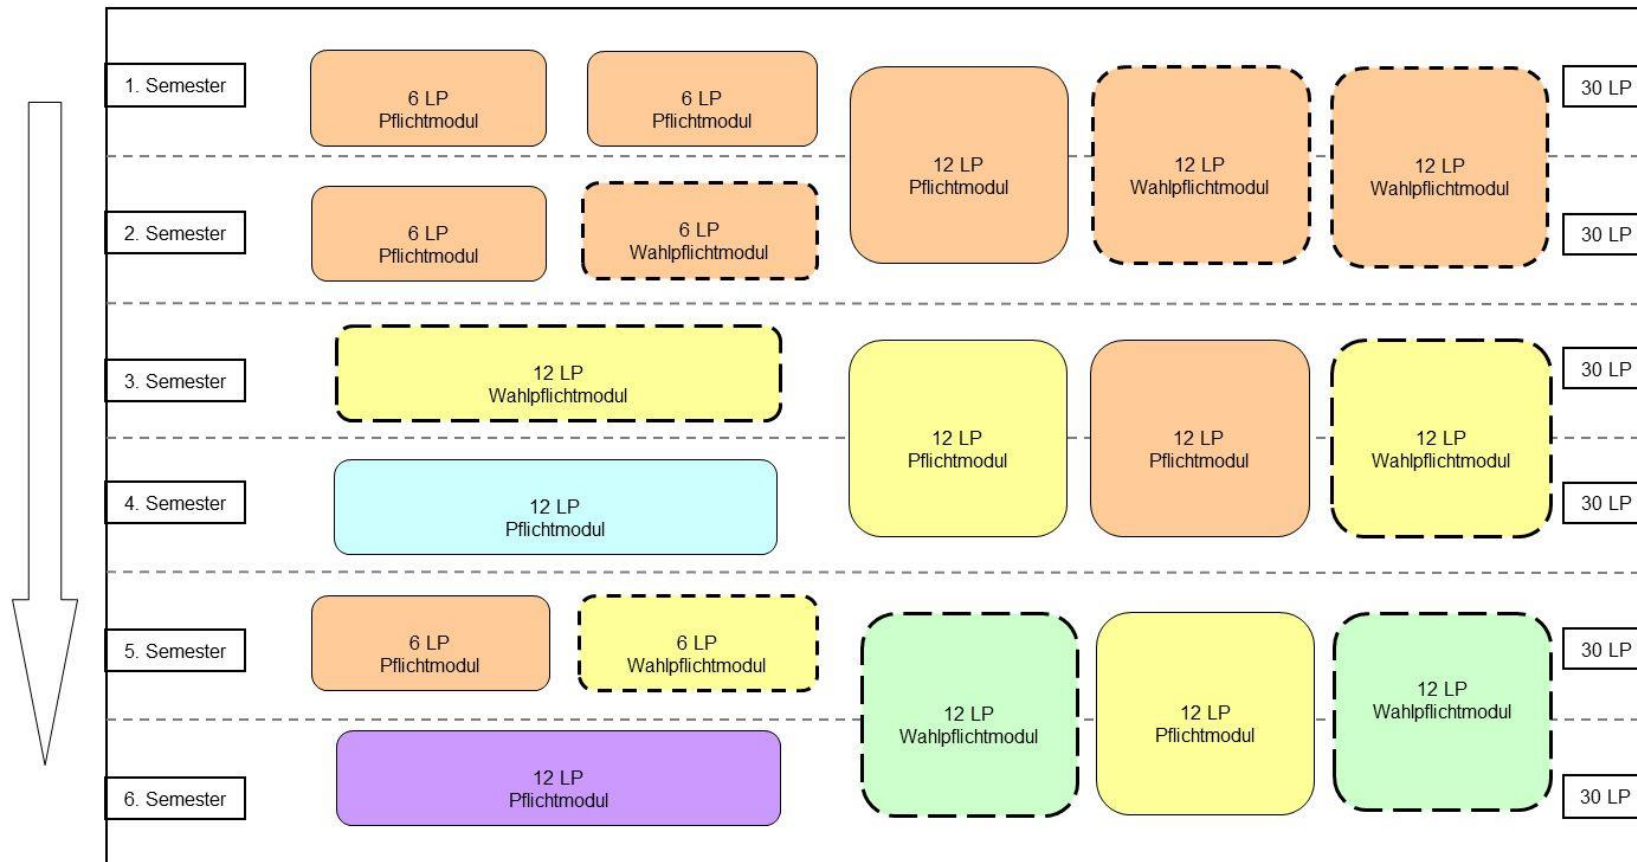 1. Semester
6 LP
Pflichtmodul
6 LP
Pflichtmodul
12 LP
Pflichtmodul
12 LP
Wahlpflichtmodul
12 LP
Wahlpflichtmodul
30 LP
2. Semester
6 LP
Pflichtmodul
6 LP
Wahlpflichtmodul
30 LP
3. Semester
12 LP
Wahlpflichtmodul
12 LP
Pflichtmodul
12 LP
Pflichtmodul
12 LP
Wahlpflichtmodul
30 LP
4. Semester
12 LP
Pflichtmodul
30 LP
5. Semester
6 LP
Pflichtmodul
6 LP
Wahlpflichtmodul
12 LP
Wahlpflichtmodul
12 LP
Pflichtmodul
12 LP
Wahlpflichtmodul
30 LP
6. Semester
12 LP
Pflichtmodul
30 LP